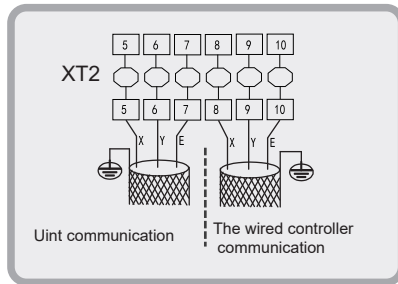 5 6 7 8 9 10
XT2
5 6 7 8 9 10
X Y E X Y E
Uint communication
The wired controller
communication